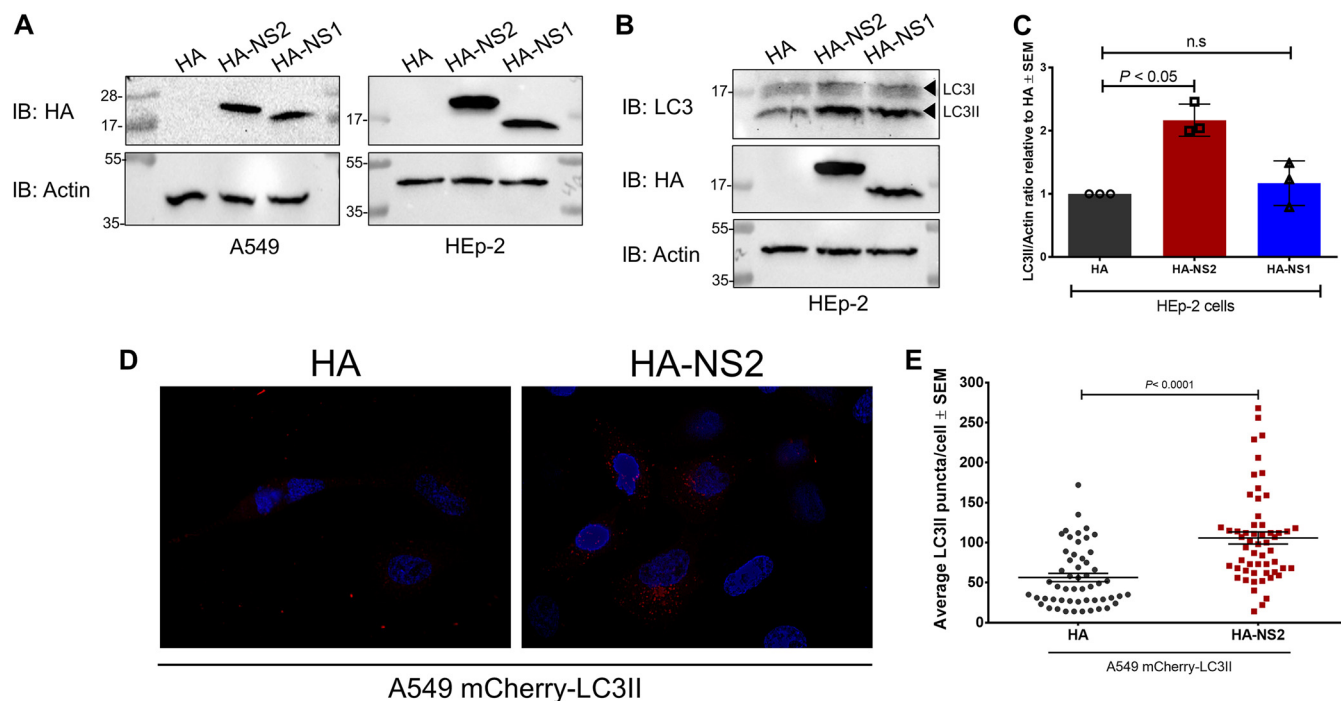 A
HA
HA-NS2
HA-NS1
HA
HA-NS2
HA-NS1
IB: HA
28-
17-
17-
IB: Actin
55
35
55
35-
A549
HEp-2
B
HA
HA-NS2
HA-NS1
IB: LC3
17-
LC3I
LC3II
IB: HA
17
IB: Actin
55
35-
HEp-2
C
LC3II/Actin ratio relative to HA ± SEM
3
2
1
0
n.s
P < 0.05
HA
HA-NS2
HA-NS1
HEp-2 cells
D
HA
HA-NS2
A549 mCherry-LC3II
E
Average LC3II puncta/cell ± SEM
300
250
200
150
100
50
0
P< 0.0001
HA
HA-NS2
A549 mCherry-LC3II